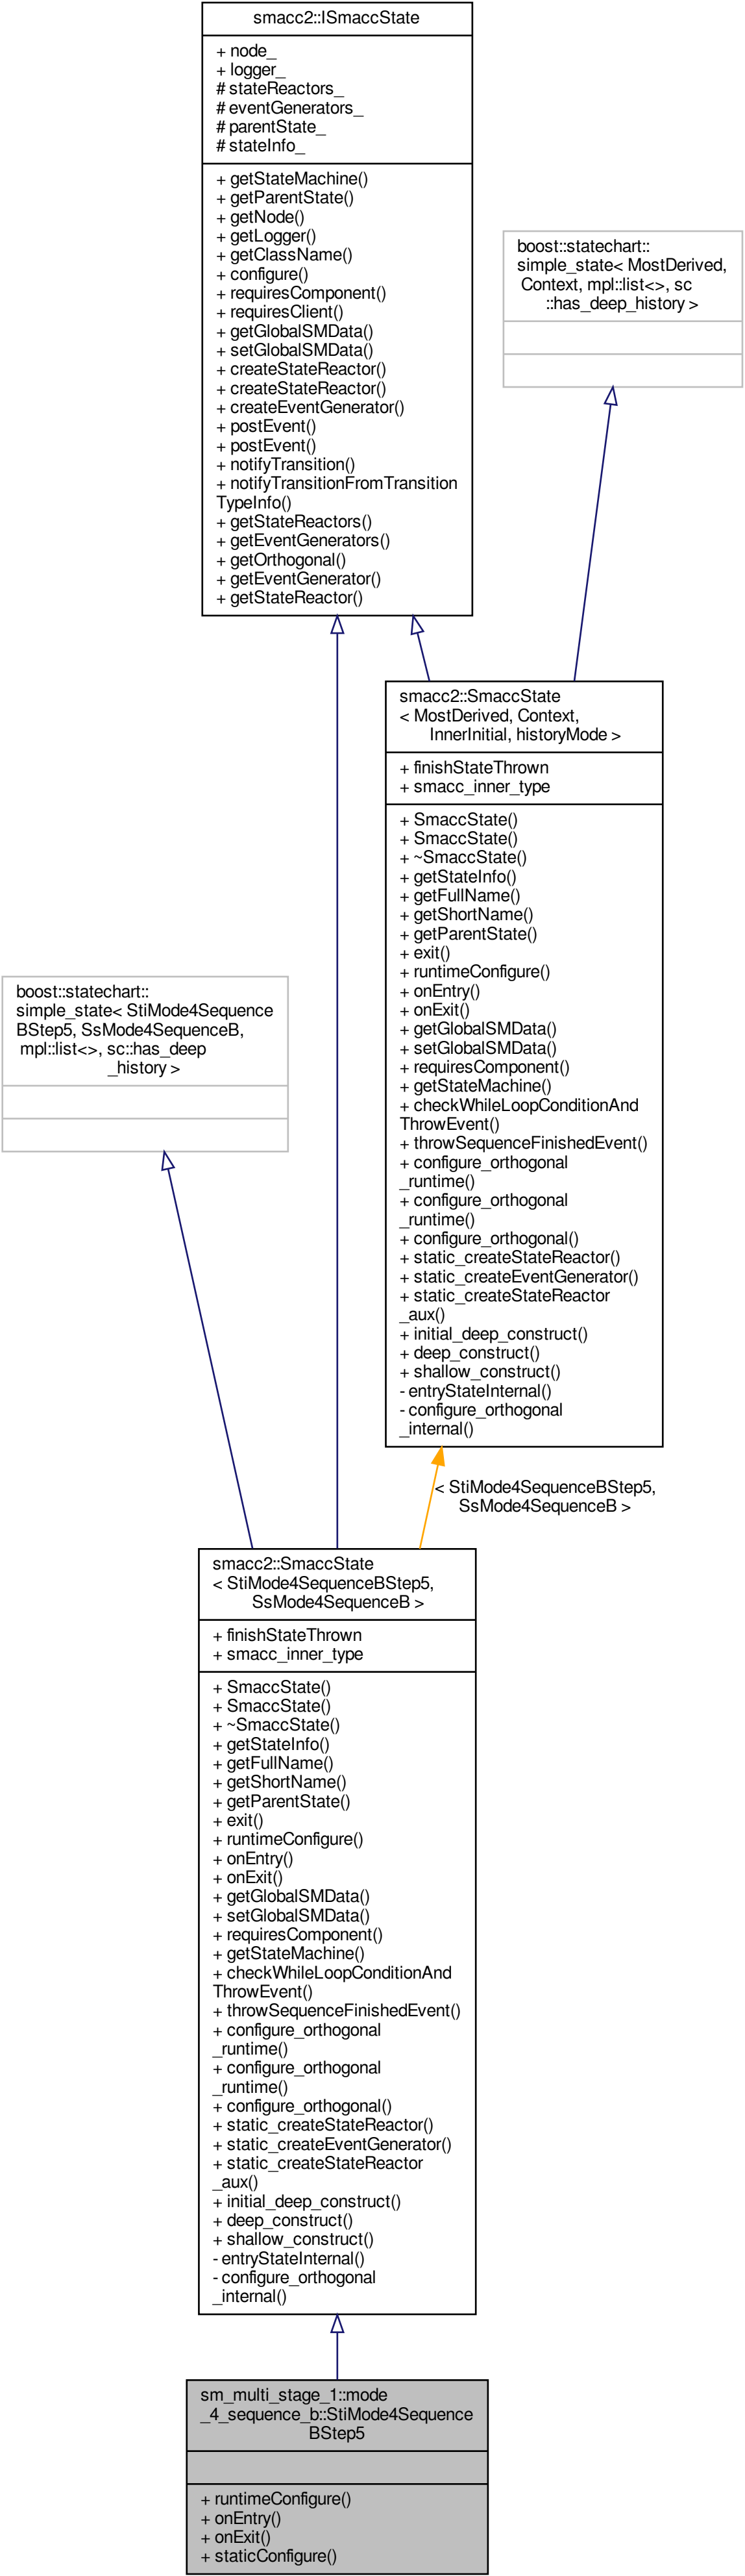 smacc2::ISmaccState
+ node_
+ logger_
# stateReactors_
# eventGenerators_
# parentState_
# stateInfo_
+ getStateMachine()
+ getParentState()
+ getNode()
+ getLogger()
+ getClassName()
+ configure()
+ requiresComponent()
+ requiresClient()
+ getGlobalSMData()
+ setGlobalSMData()
+ createStateReactor()
+ createStateReactor()
+ createEventGenerator()
+ postEvent()
+ postEvent()
+ notifyTransition()
+ notifyTransitionFromTransition
TypeInfo()
+ getStateReactors()
+ getEventGenerators()
+ getOrthogonal()
+ getEventGenerator()
+ getStateReactor()
boost::statechart::
simple_state< MostDerived,
Context, mpl::list<>, sc
::has_deep_history >
smacc2::SmaccState
< MostDerived, Context,
InnerInitial, historyMode >
+ finishStateThrown
+ smacc_inner_type
+ SmaccState()
+ SmaccState()
+ ~SmaccState()
+ getStateInfo()
+ getFullName()
+ getShortName()
+ getParentState()
+ exit()
+ runtimeConfigure()
+ onEntry()
+ onExit()
+ getGlobalSMData()
+ setGlobalSMData()
+ requiresComponent()
+ getStateMachine()
+ checkWhileLoopConditionAnd
ThrowEvent()
+ throwSequenceFinishedEvent()
+ configure_orthogonal
_runtime()
+ configure_orthogonal
_runtime()
+ configure_orthogonal()
+ static_createStateReactor()
+ static_createEventGenerator()
+ static_createStateReactor
_aux()
+ initial_deep_construct()
+ deep_construct()
+ shallow_construct()
- entryStateInternal()
- configure_orthogonal
_internal()
boost::statechart::
simple_state< StiMode4Sequence
BStep5, SsMode4SequenceB,
mpl::list<>, sc::has_deep
_history >
< StiMode4SequenceBStep5,
SsMode4SequenceB >
smacc2::SmaccState
< StiMode4SequenceBStep5,
SsMode4SequenceB >
+ finishStateThrown
+ smacc_inner_type
+ SmaccState()
+ SmaccState()
+ ~SmaccState()
+ getStateInfo()
+ getFullName()
+ getShortName()
+ getParentState()
+ exit()
+ runtimeConfigure()
+ onEntry()
+ onExit()
+ getGlobalSMData()
+ setGlobalSMData()
+ requiresComponent()
+ getStateMachine()
+ checkWhileLoopConditionAnd
ThrowEvent()
+ throwSequenceFinishedEvent()
+ configure_orthogonal
_runtime()
+ configure_orthogonal
_runtime()
+ configure_orthogonal()
+ static_createStateReactor()
+ static_createEventGenerator()
+ static_createStateReactor
_aux()
+ initial_deep_construct()
+ deep_construct()
+ shallow_construct()
- entryStateInternal()
- configure_orthogonal
_internal()
sm_multi_stage_1::mode
_4_sequence_b::StiMode4Sequence
BStep5
+ runtimeConfigure()
+ onEntry()
+ onExit()
+ staticConfigure()